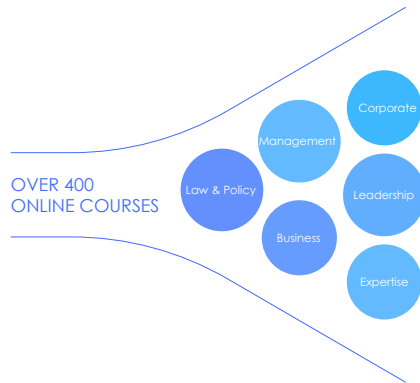 OVER 400
ONLINE COURSES
Law & Policy
Management
Business
Corporate
Leadership
Expertise